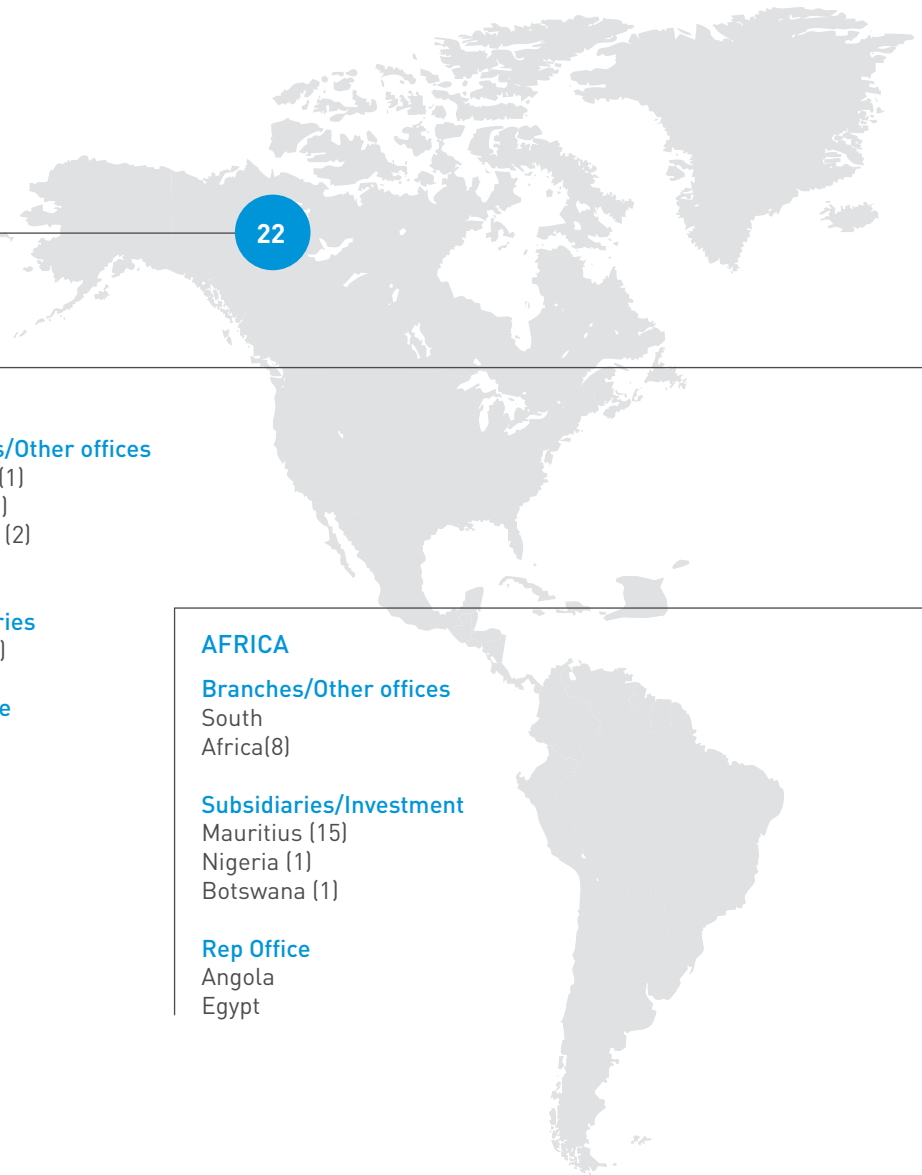 22
s/Other offices
(1)
)
(2)
ries
)
e
AFRICA
Branches/Other offices
South
Africa(8)
Subsidiaries/Investment
Mauritius (15)
Nigeria (1)
Botswana (1)
Rep Office
Angola
Egypt